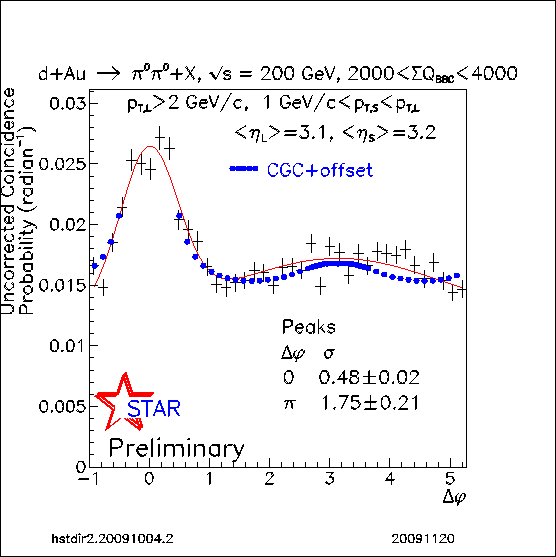 d+Au → π⁰π⁰+X, √s = 200 GeV, 2000<ΣQ_BBC<4000
p_T,L>2 GeV/c, 1 GeV/c<p_T,S<p_T,L
<η_L>=3.1, <η_S>=3.2
CGC+offset
Uncorrected Coincidence
Probability (radian⁻¹)
0.03
0.025
0.02
0.015
0.01
0.005
0
Peaks
Δφ σ
0 0.48±0.02
π 1.75±0.21
STAR
Preliminary
-1 0 1 2 3 4 5
Δφ
hstdir2.20091004.2 20091120